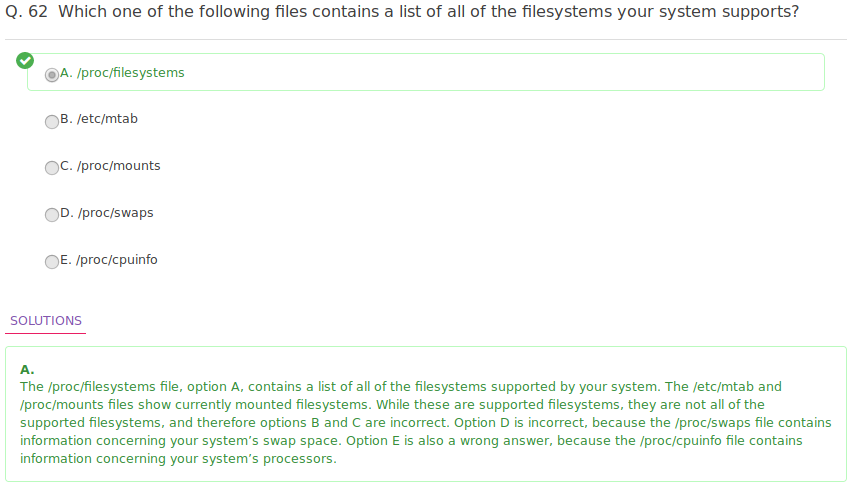 Q. 62  Which one of the following files contains a list of all of the filesystems your system supports?
A. /proc/filesystems
B. /etc/mtab
C. /proc/mounts
D. /proc/swaps
E. /proc/cpuinfo
SOLUTIONS
A.
The /proc/filesystems file, option A, contains a list of all of the filesystems supported by your system. The /etc/mtab and
/proc/mounts files show currently mounted filesystems. While these are supported filesystems, they are not all of the
supported filesystems, and therefore options B and C are incorrect. Option D is incorrect, because the /proc/swaps file contains
information concerning your system’s swap space. Option E is also a wrong answer, because the /proc/cpuinfo file contains
information concerning your system’s processors.